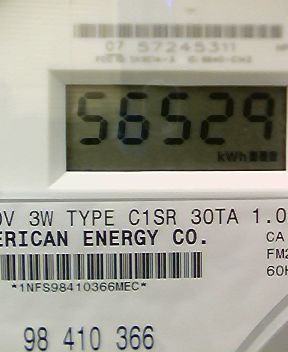 07 57245311
56529
kWh
0V 3W TYPE C1SR 30TA 1.0
ERICAN ENERGY CO.
CA
FM2
60H
*1NFS98410366MEC*
98 410 366